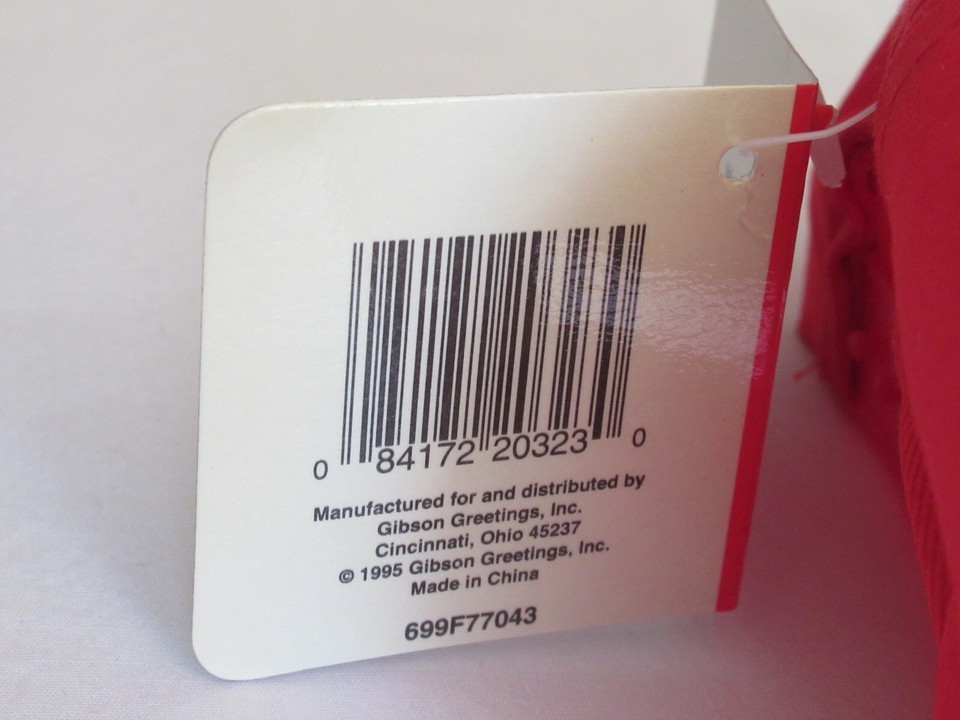 0 84172 20323 0
Manufactured for and distributed by
Gibson Greetings, Inc.
Cincinnati, Ohio 45237
© 1995 Gibson Greetings, Inc.
Made in China
699F77043